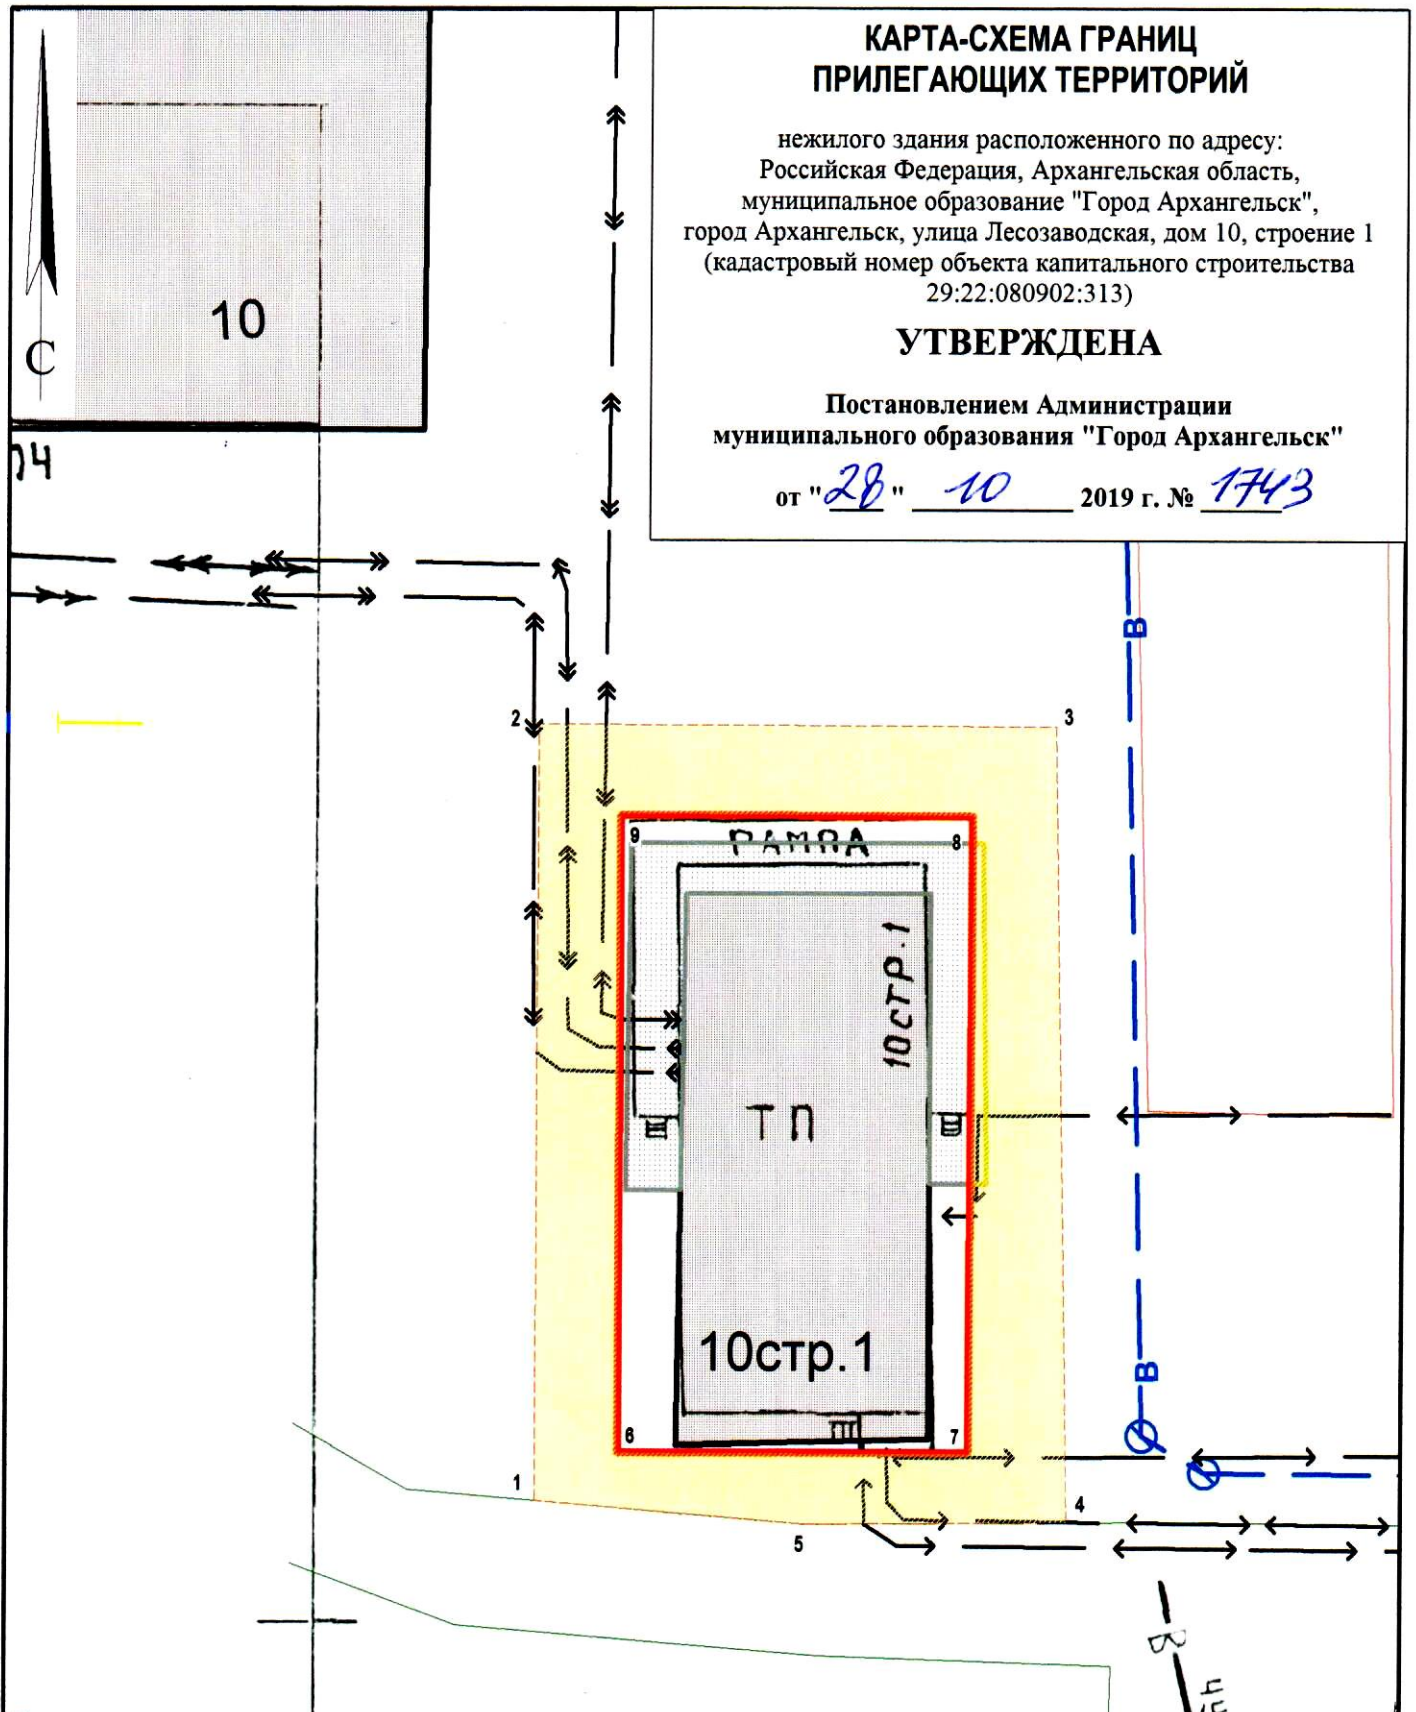 КАРТА-СХЕМА ГРАНИЦ
ПРИЛЕГАЮЩИХ ТЕРРИТОРИЙ
нежилого здания расположенного по адресу:
Российская Федерация, Архангельская область,
муниципальное образование "Город Архангельск",
город Архангельск, улица Лесозаводская, дом 10, строение 1
(кадастровый номер объекта капитального строительства
29:22:080902:313)
УТВЕРЖДЕНА
Постановлением Администрации
муниципального образования "Город Архангельск"
от "28" 10 2019 г. № 1743
10
С
В
2
3
9
РАМПА
8
10СТР.1
ТП
10стр.1
В
6
7
1
4
5
В